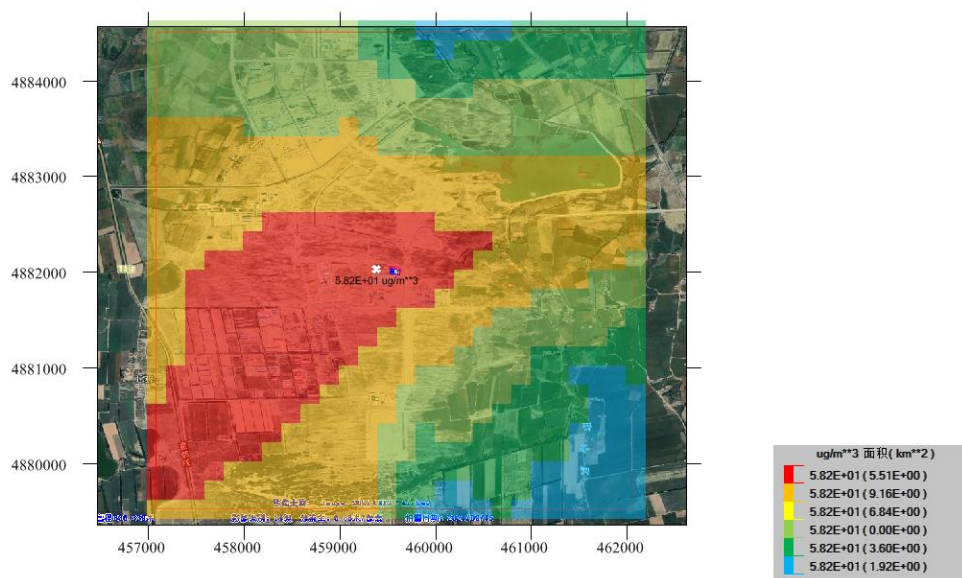 4884000
4883000
4882000
4881000
4880000
5.82E+01 ug/m**3
457000
458000
459000
460000
461000
462000
ug/m**3 面积( km**2 )
5.82E+01 ( 5.51E+00 )
5.82E+01 ( 9.16E+00 )
5.82E+01 ( 6.84E+00 )
5.82E+01 ( 0.00E+00 )
5.82E+01 ( 3.60E+00 )
5.82E+01 ( 1.92E+00 )